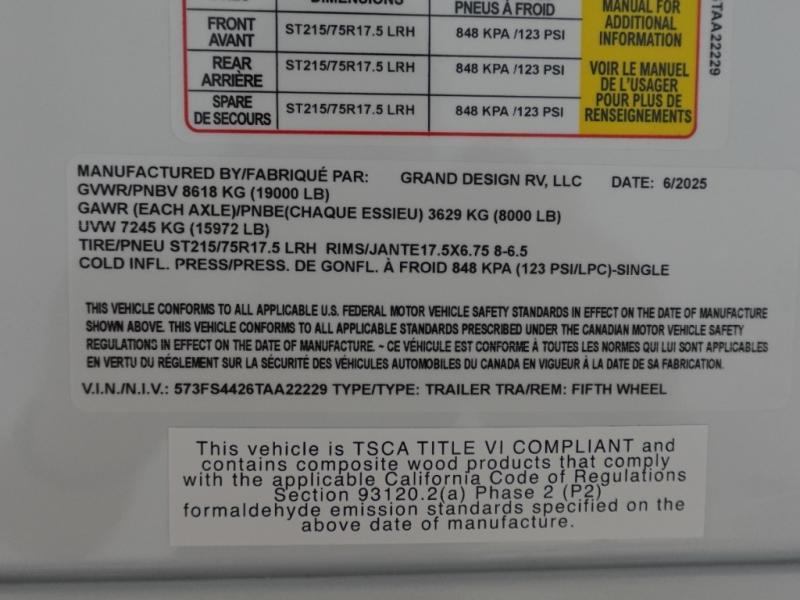 DIMENSIONS
PNEUS À FROID
MANUAL FOR
ADDITIONAL
INFORMATION
FRONT
AVANT
ST215/75R17.5 LRH
848 KPA /123 PSI
REAR
ARRIÈRE
ST215/75R17.5 LRH
848 KPA /123 PSI
VOIR LE MANUEL
DE L'USAGER
POUR PLUS DE
RENSEIGNEMENTS
SPARE
DE SECOURS
ST215/75R17.5 LRH
848 KPA /123 PSI
TAA22229
MANUFACTURED BY/FABRIQUÉ PAR: GRAND DESIGN RV, LLC DATE: 6/2025
GVWR/PNBV 8618 KG (19000 LB)
GAWR (EACH AXLE)/PNBE(CHAQUE ESSIEU) 3629 KG (8000 LB)
UVW 7245 KG (15972 LB)
TIRE/PNEU ST215/75R17.5 LRH RIMS/JANTE17.5X6.75 8-6.5
COLD INFL. PRESS/PRESS. DE GONFL. À FROID 848 KPA (123 PSI/LPC)-SINGLE
THIS VEHICLE CONFORMS TO ALL APPLICABLE U.S. FEDERAL MOTOR VEHICLE SAFETY STANDARDS IN EFFECT ON THE DATE OF MANUFACTURE
SHOWN ABOVE. THIS VEHICLE CONFORMS TO ALL APPLICABLE STANDARDS PRESCRIBED UNDER THE CANADIAN MOTOR VEHICLE SAFETY
REGULATIONS IN EFFECT ON THE DATE OF MANUFACTURE. ~ CE VÉHICULE EST CONFORME À TOUTES LES NORMES QUI LUI SONT APPLICABLES
EN VERTU DU RÉGLEMENT SUR LA SÉCURITÉ DES VÉHICULES AUTOMOBILES DU CANADA EN VIGUEUR À LA DATE DE SA FABRICATION.
V.I.N./N.I.V.: 573FS4426TAA22229 TYPE/TYPE: TRAILER TRA/REM: FIFTH WHEEL
This vehicle is TSCA TITLE VI COMPLIANT and
contains composite wood products that comply
with the applicable California Code of Regulations
Section 93120.2(a) Phase 2 (P2)
formaldehyde emission standards specified on the
above date of manufacture.